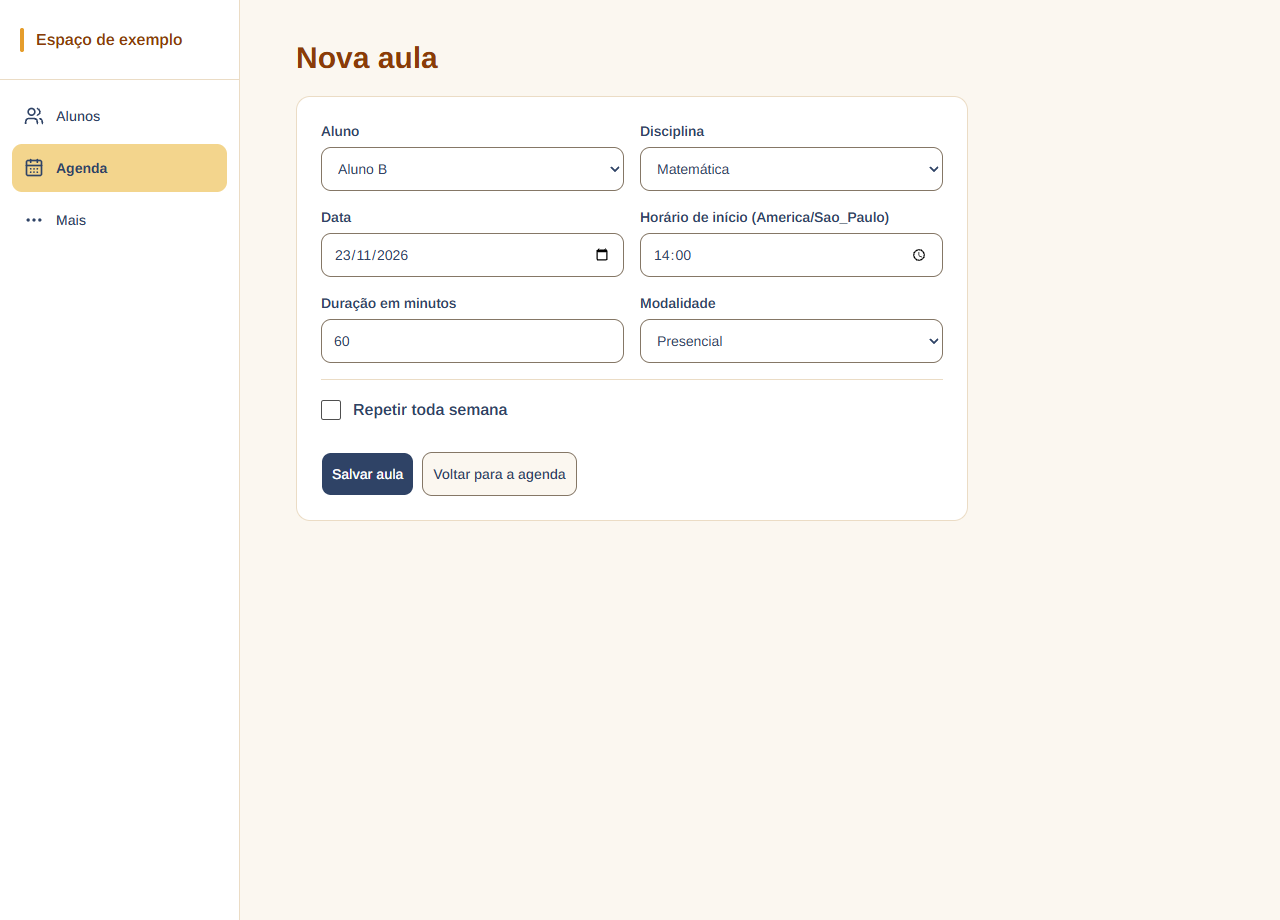 Espaço de exemplo
Alunos
Agenda
Mais
Nova aula
Aluno
Disciplina
Aluno B
Matemática
Data
Horário de início (America/Sao_Paulo)
23/11/2026
14:00
Duração em minutos
Modalidade
60
Presencial
Repetir toda semana
Salvar aula
Voltar para a agenda